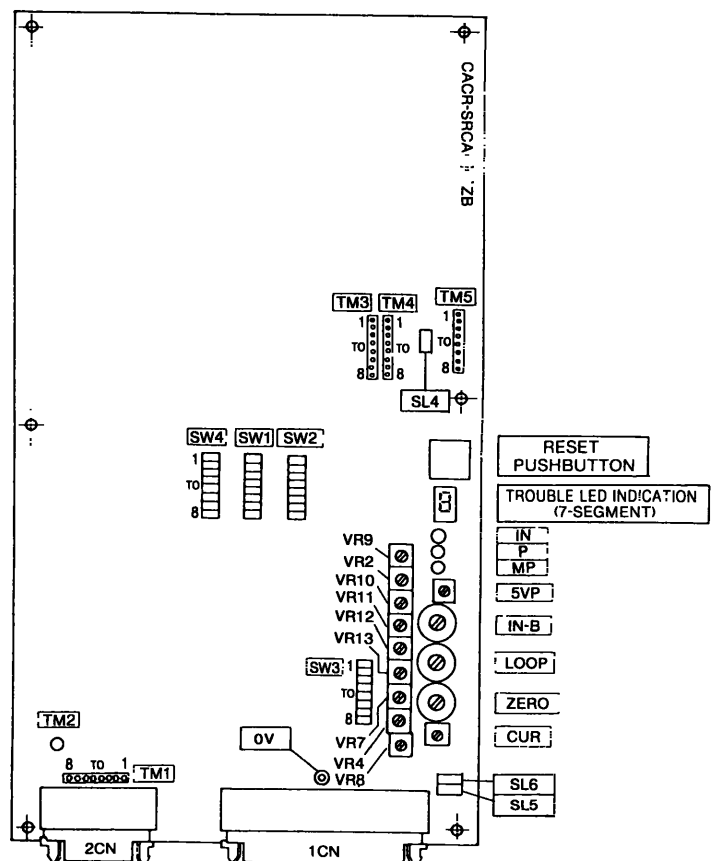 CACR-SRCA ZB
TM3 TM4 TM5
1 1 1
TO TO TO
8 8 8
SL4
SW4 SW1 SW2
1
TO
8
RESET
PUSHBUTTON
TROUBLE LED INDICATION
(7-SEGMENT)
IN
P
MP
5VP
IN-B
LOOP
ZERO
CUR
VR9
VR2
VR10
VR11
VR12
VR13
SW3 1
TO
8
VR7
VR4
VR8
TM2
8 TO 1
TM1
0V
SL6
SL5
2CN
1CN